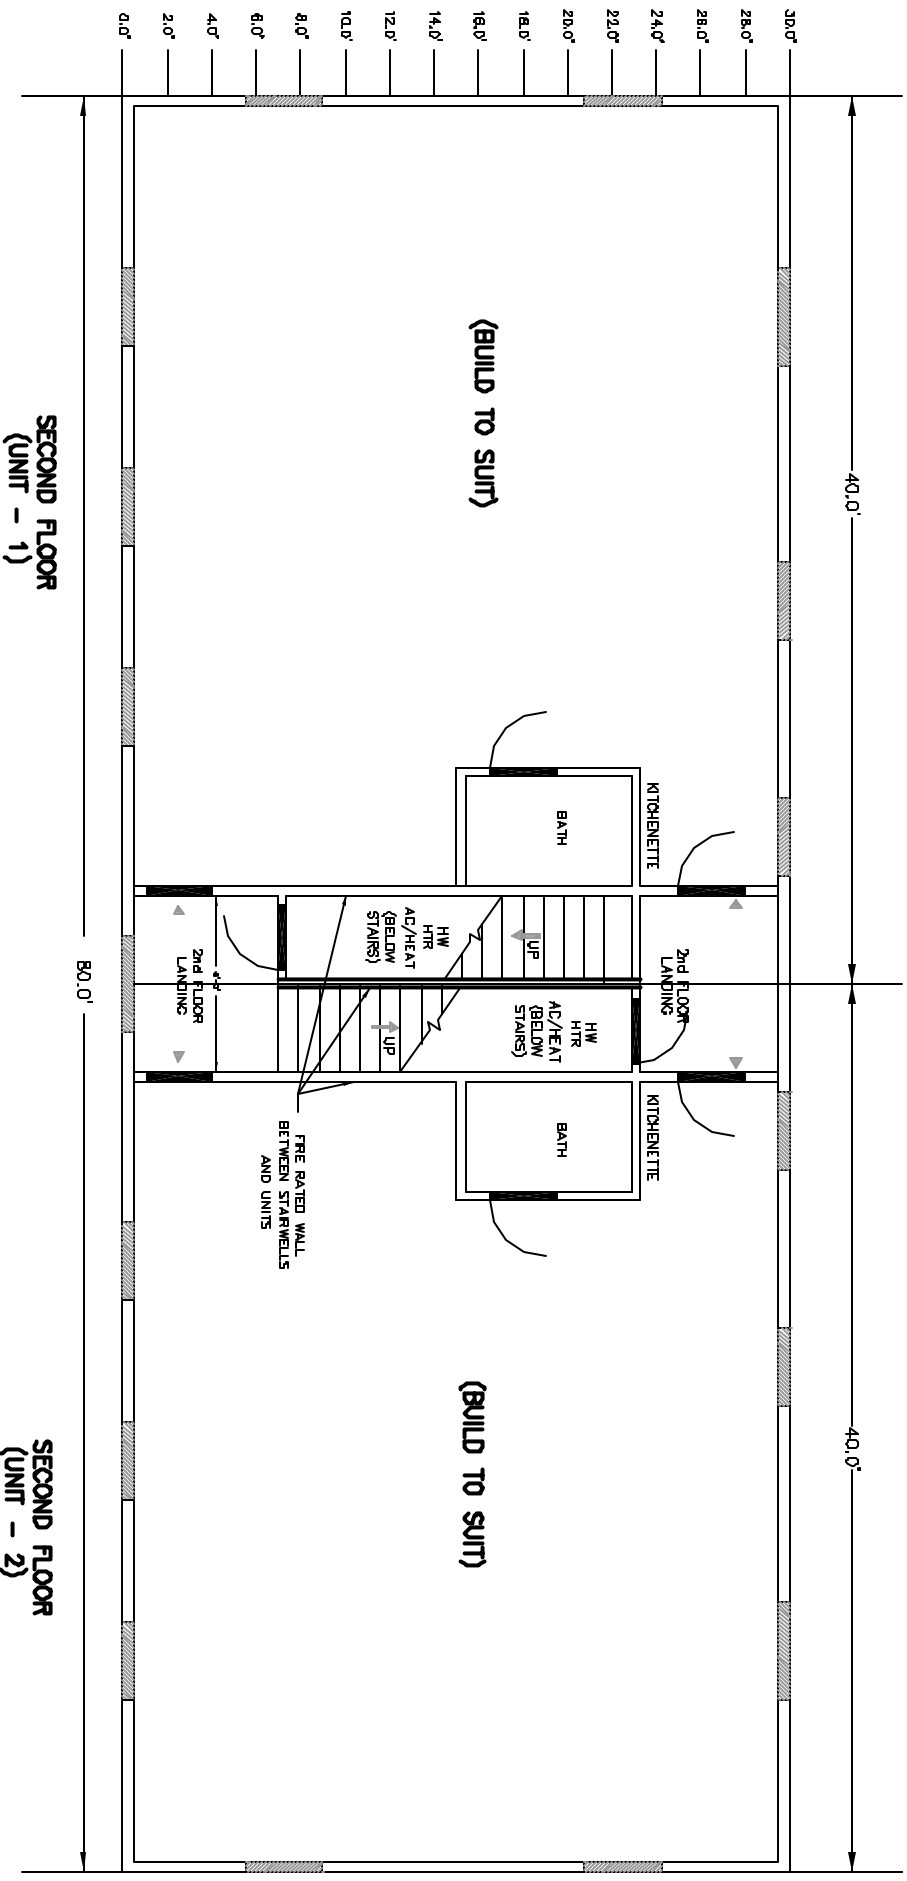 30.0"
28.0"
26.0"
24.0"
22.0"
20.0"
18.0'
16.0'
14.0'
12.0'
10.0'
8.0"
6.0"
4.0"
2.0"
0.0"
40.0'
40.0"
(BUILD TO SUIT)
KITCHENETTE
BATH
2nd FLOOR
LANDING
UP
HW
HTR
AC/HEAT
(BELOW
STAIRS)
HW
HTR
AC/HEAT
(BELOW
STAIRS)
UP
2nd FLOOR
LANDING
KITCHENETTE
BATH
FIRE RATED WALL
BETWEEN STAIRWELLS
AND UNITS
(BUILD TO SUIT)
80.0'
SECOND FLOOR
(UNIT - 1)
SECOND FLOOR
(UNIT - 2)